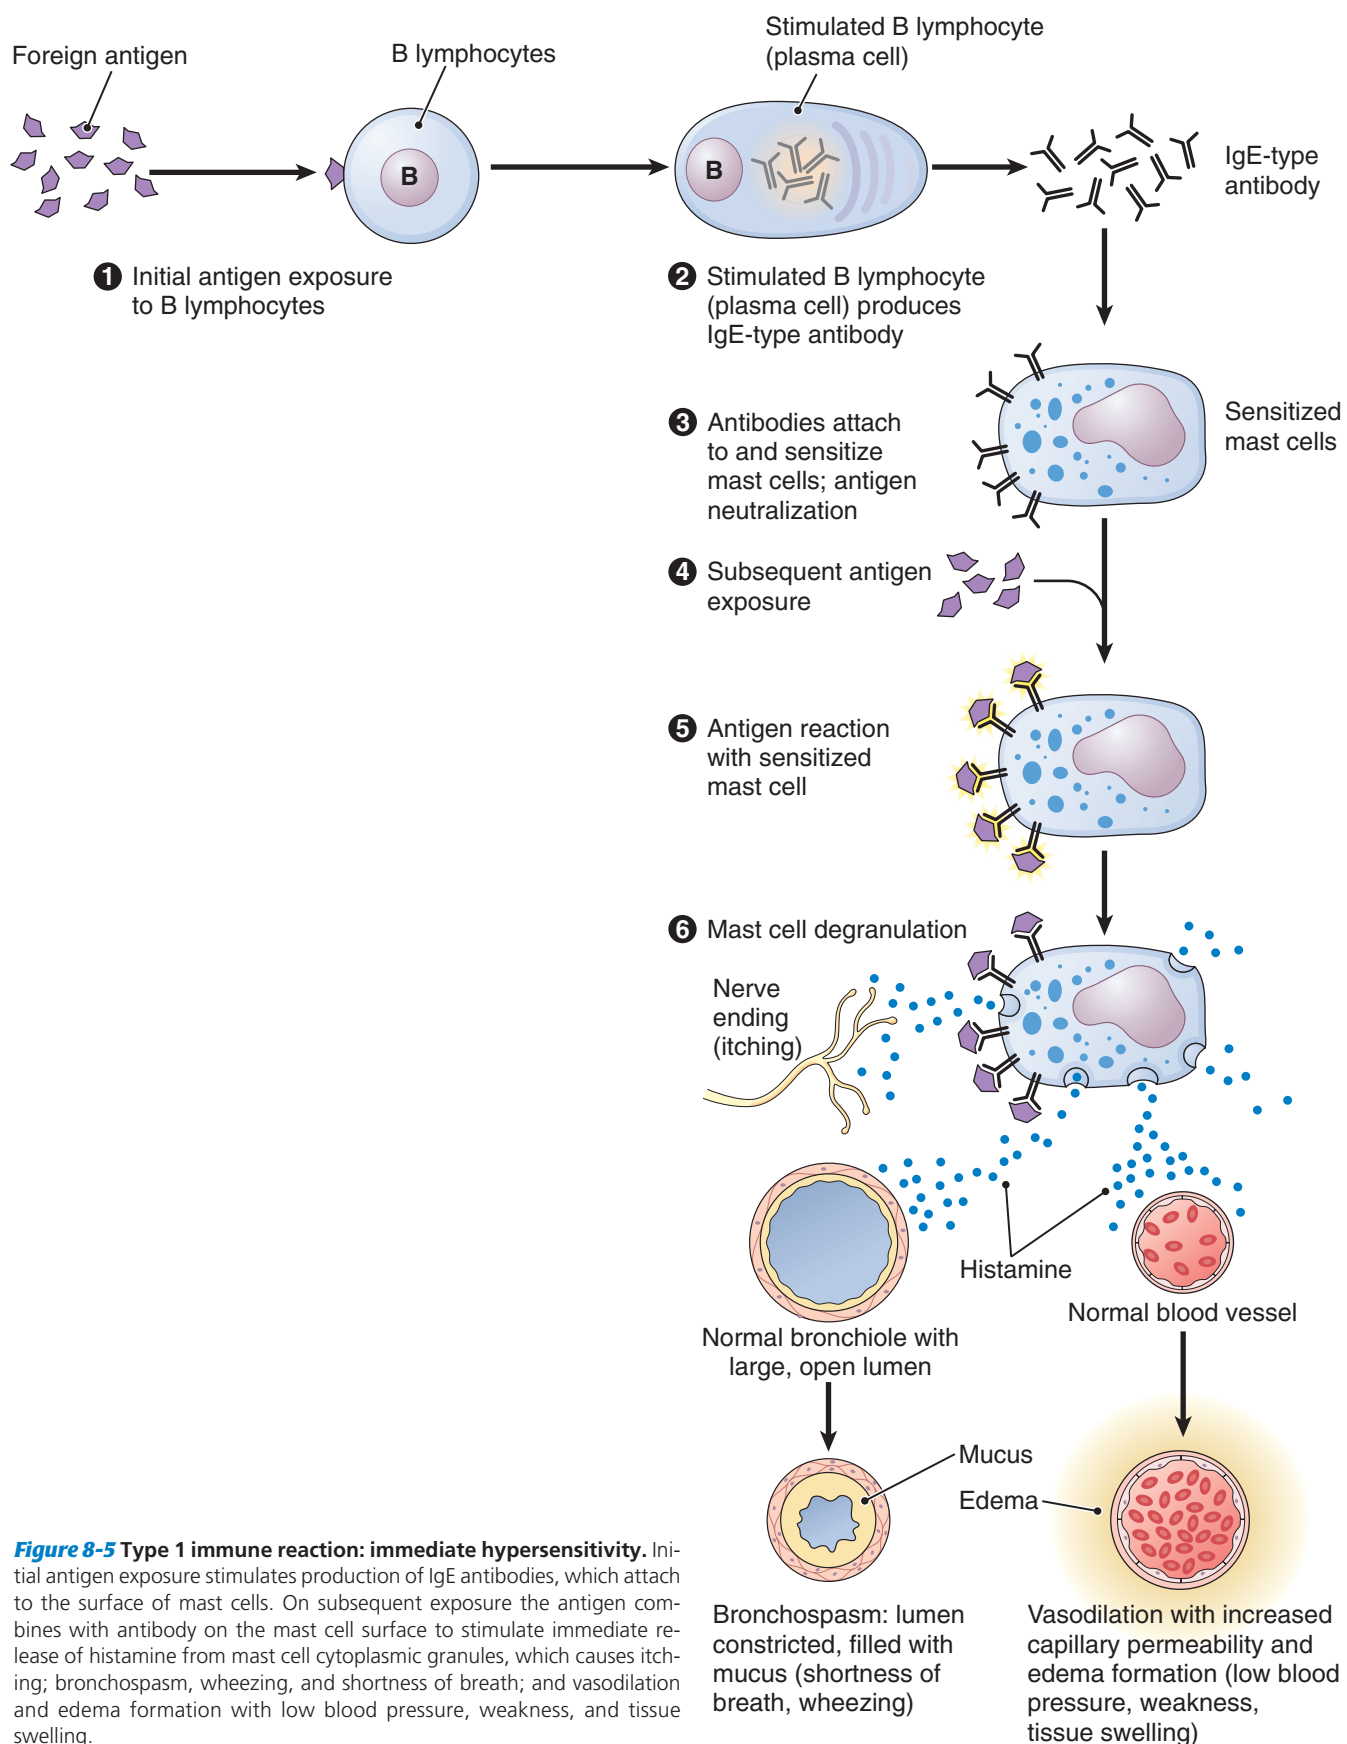 Foreign antigen
B lymphocytes
Stimulated B lymphocyte
(plasma cell)
B
B
IgE-type
antibody
1 Initial antigen exposure
to B lymphocytes
2 Stimulated B lymphocyte
(plasma cell) produces
IgE-type antibody
3 Antibodies attach
to and sensitize
mast cells; antigen
neutralization
Sensitized
mast cells
4 Subsequent antigen
exposure
5 Antigen reaction
with sensitized
mast cell
6 Mast cell degranulation
Nerve
ending
(itching)
Histamine
Normal bronchiole with
large, open lumen
Normal blood vessel
Mucus
Edema
Bronchospasm: lumen
constricted, filled with
mucus (shortness of
breath, wheezing)
Vasodilation with increased
capillary permeability and
edema formation (low blood
pressure, weakness,
tissue swelling)
Figure 8-5 Type 1 immune reaction: immediate hypersensitivity. Ini-
tial antigen exposure stimulates production of IgE antibodies, which attach
to the surface of mast cells. On subsequent exposure the antigen com-
bines with antibody on the mast cell surface to stimulate immediate re-
lease of histamine from mast cell cytoplasmic granules, which causes itch-
ing; bronchospasm, wheezing, and shortness of breath; and vasodilation
and edema formation with low blood pressure, weakness, and tissue
swelling.